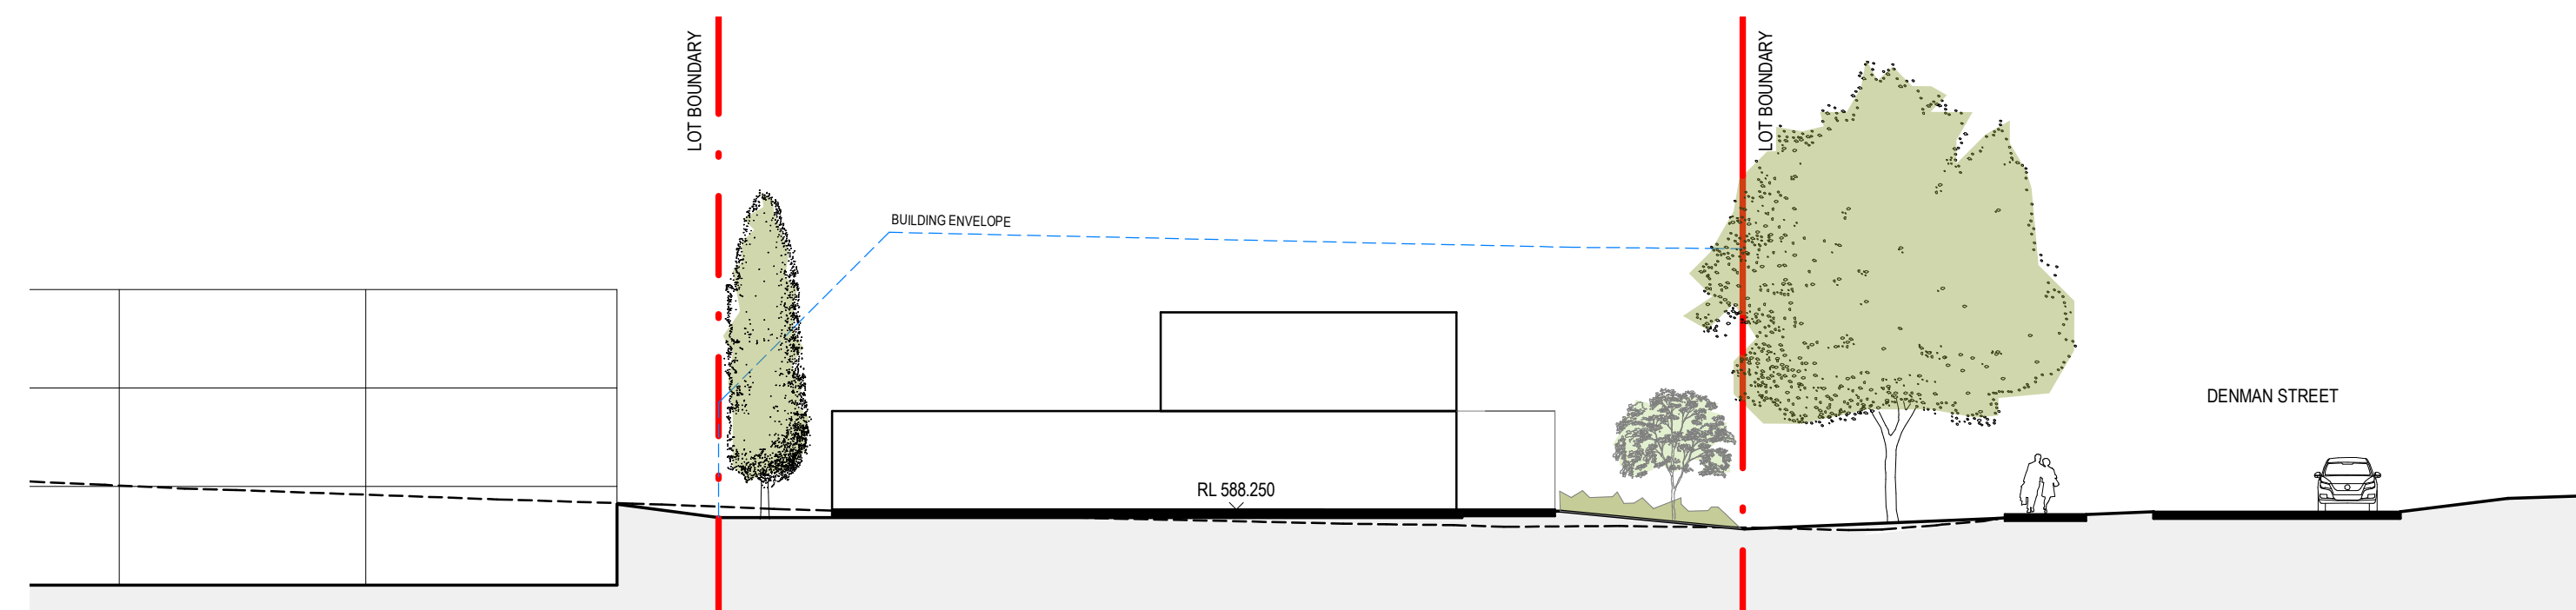 LOT BOUNDARY
LOT BOUNDARY
BUILDING ENVELOPE
DENMAN STREET
RL 588.250